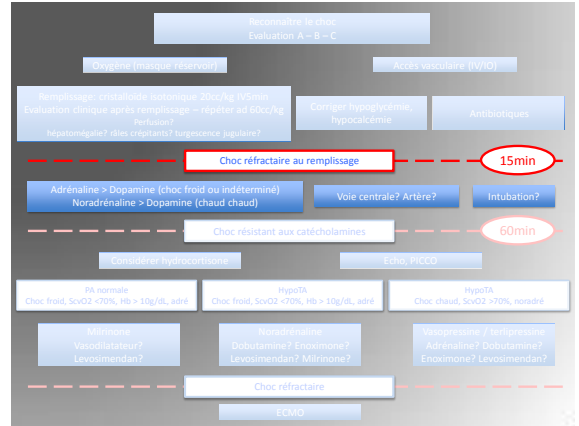 Reconnaître le choc
Evaluation A – B – C
Oxygène (masque réservoir)
Accès vasculaire (IV/IO)
Remplissage: cristalloïde isotonique 20cc/kg IV5min
Evaluation clinique après remplissage – répéter ad 60cc/kg
Perfusion?
hépatomégalie? râles crépitants? turgescence jugulaire?
Corriger hypoglycémie,
hypocalcémie
Antibiotiques
Choc réfractaire au remplissage
15min
Adrénaline > Dopamine (choc froid ou indéterminé)
Noradrénaline > Dopamine (chaud chaud)
Voie centrale? Artère?
Intubation?
Choc résistant aux catécholamines
60min
Considérer hydrocortisone
Echo, PICCO
PA normale
Choc froid, ScvO2 <70%, Hb > 10g/dL, adré
HypoTA
Choc froid, ScvO2 <70%, Hb > 10g/dL, adré
HypoTA
Choc chaud, ScvO2 >70%, noradré
Milrinone
Vasodilatateur?
Levosimendan?
Noradrénaline
Dobutamine? Enoximone?
Levosimendan? Milrinone?
Vasopressine / terlipressine
Adrénaline? Dobutamine?
Enoximone? Levosimendan?
Choc réfractaire
ECMO